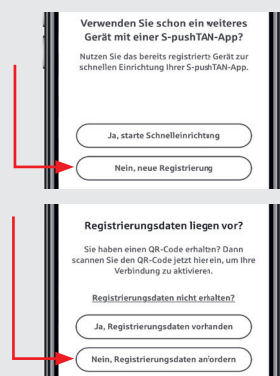 Verwenden Sie schon ein weiteres
Gerät mit einer S-pushTAN-App?
Nutzen Sie das bereits registrierte Gerät zur
schnellen Einrichtung Ihrer S-pushTAN-App.
Ja, starte Schnelleinrichtung
Nein, neue Registrierung
Registrierungsdaten liegen vor?
Sie haben einen QR-Code erhalten? Dann
scannen Sie den QR-Code jetzt hier ein, um Ihre
Verbindung zu aktivieren.
Registrierungsdaten nicht erhalten?
Ja, Registrierungsdaten vorhanden
Nein, Registrierungsdaten anfordern